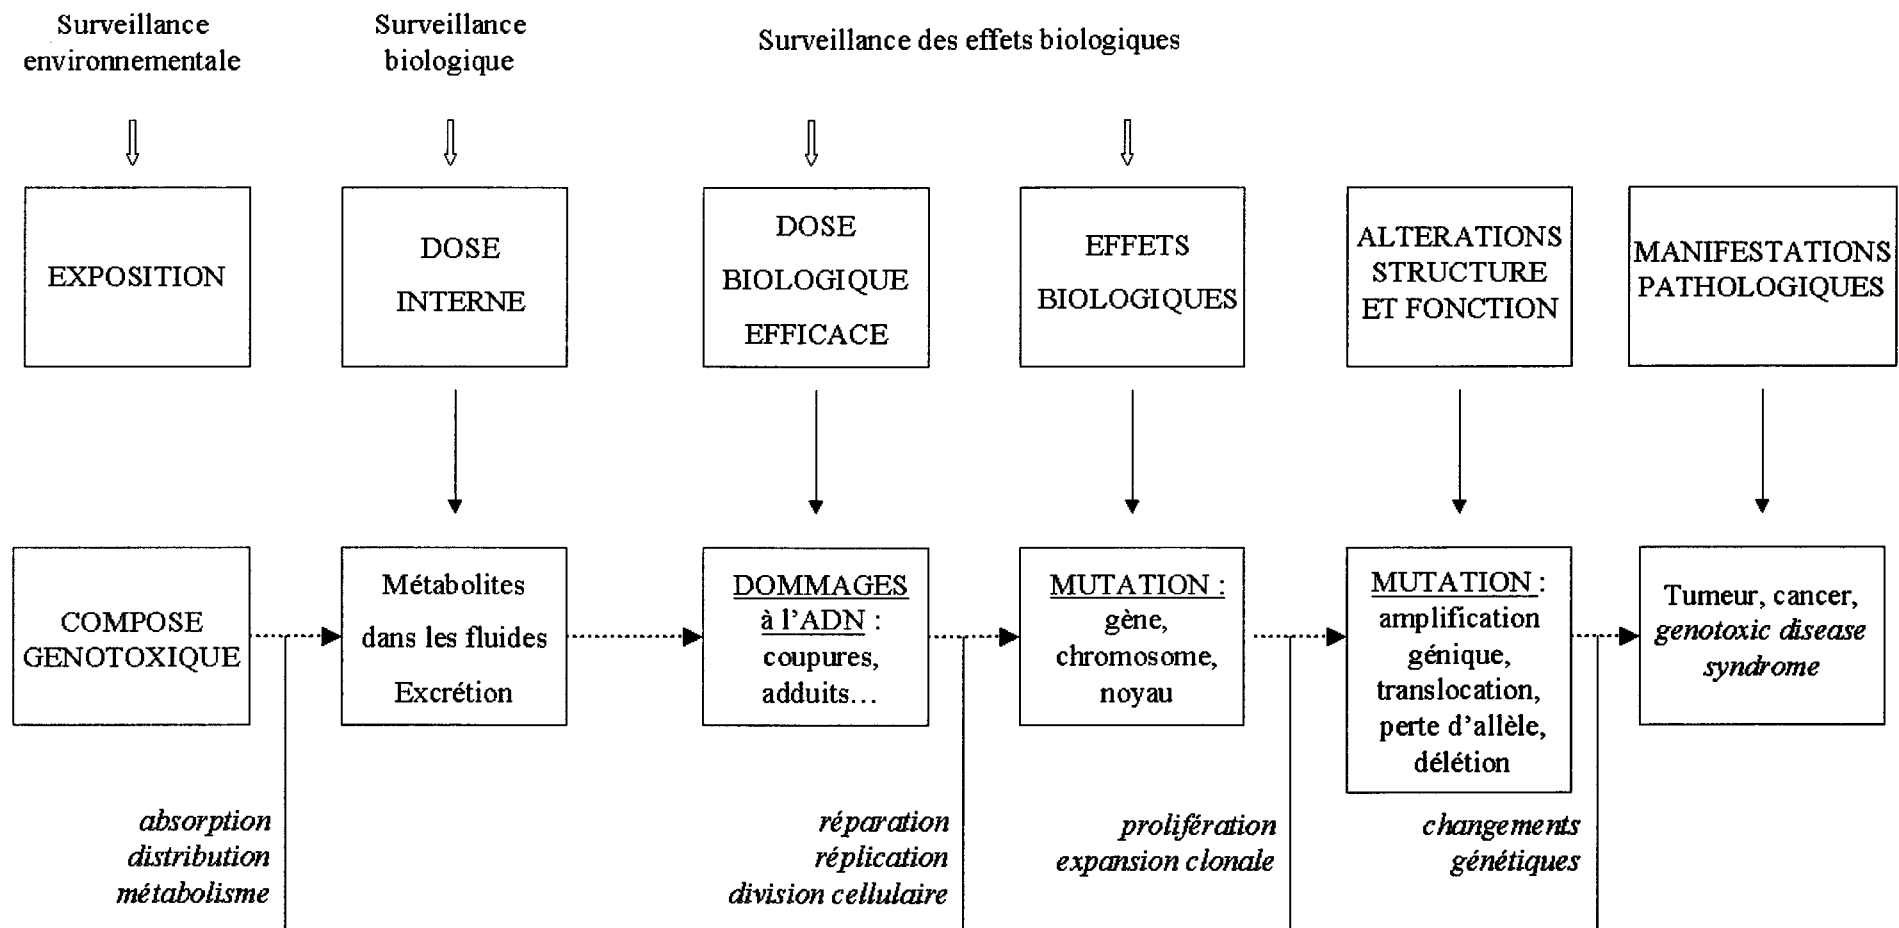 Surveillance
environnementale
Surveillance
biologique
Surveillance des effets biologiques
EXPOSITION
DOSE
INTERNE
DOSE
BIOLOGIQUE
EFFICACE
EFFETS
BIOLOGIQUES
ALTERATIONS
STRUCTURE
ET FONCTION
MANIFESTATIONS
PATHOLOGIQUES
COMPOSE
GENOTOXIQUE
Métabolites
dans les fluides
Excrétion
DOMMAGES
à l'ADN :
coupures,
adduits…
MUTATION :
gène,
chromosome,
noyau
MUTATION :
amplification
génique,
translocation,
perte d'allèle,
délétion
Tumeur, cancer,
genotoxic disease
syndrome
absorption
distribution
métabolisme
réparation
réplication
division cellulaire
prolifération
expansion clonale
changements
génétiques